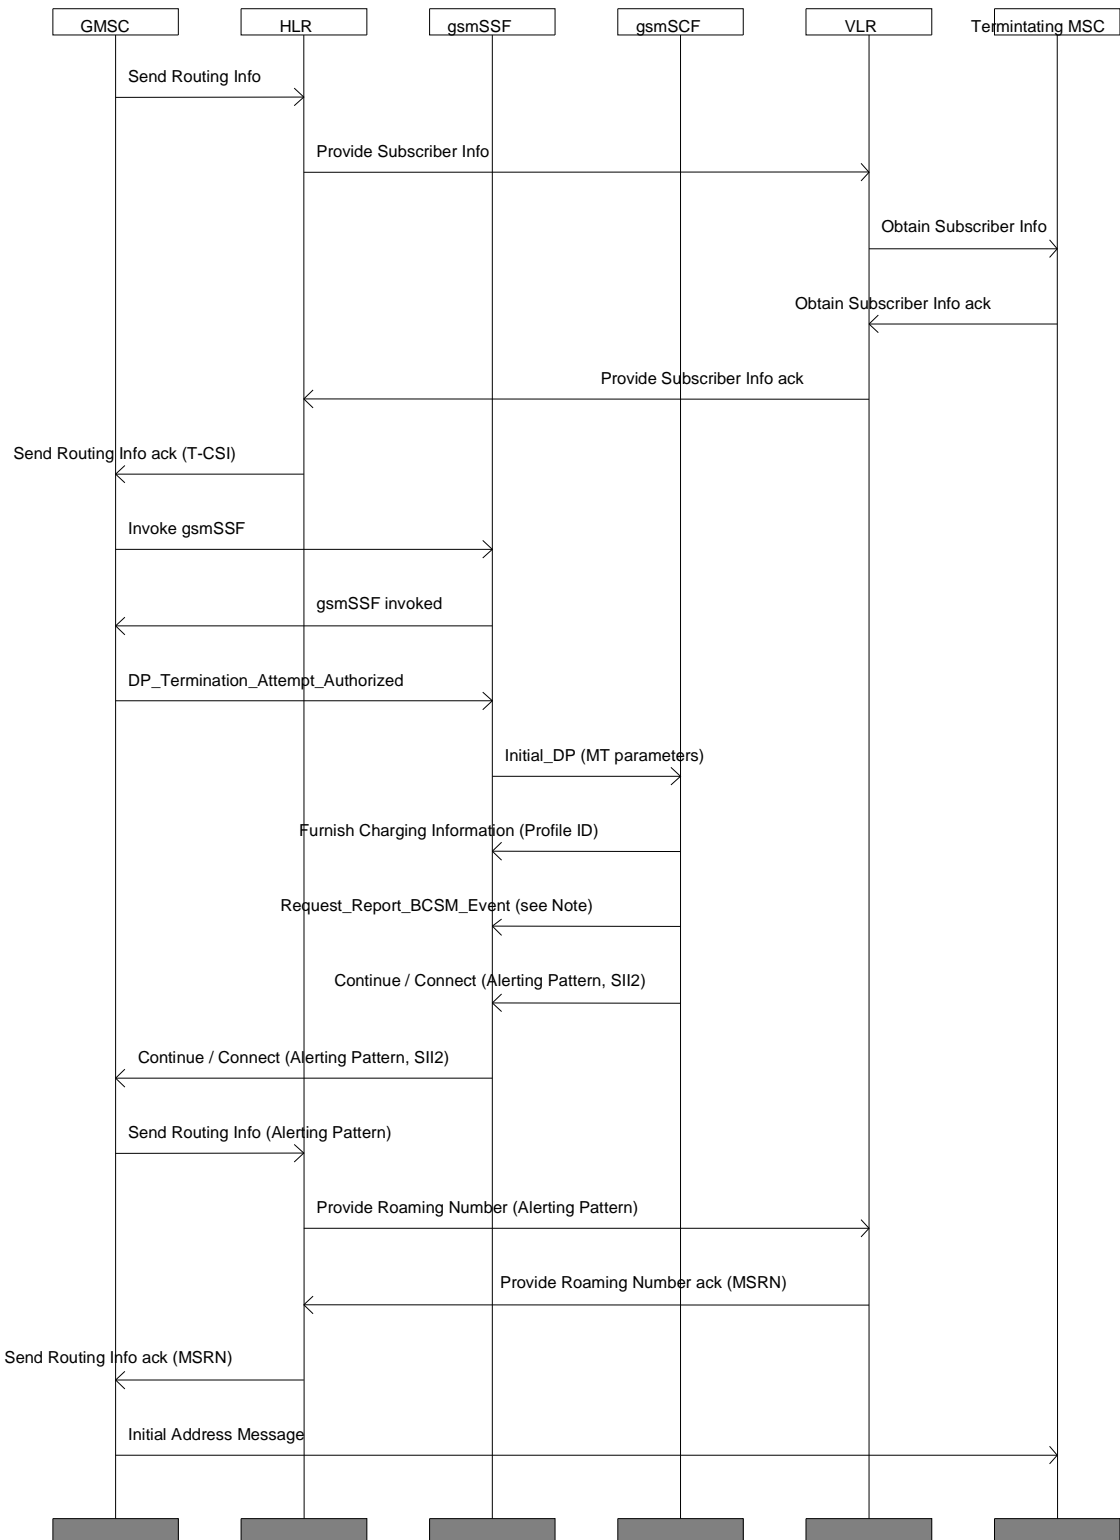 GMSC
HLR
gsmSSF
gsmSCF
VLR
Termintating MSC
Send Routing Info
Provide Subscriber Info
Obtain Subscriber Info
Obtain Subscriber Info ack
Provide Subscriber Info ack
Send Routing Info ack (T-CSI)
Invoke gsmSSF
gsmSSF invoked
DP_Termination_Attempt_Authorized
Initial_DP (MT parameters)
Furnish Charging Information (Profile ID)
Request_Report_BCSM_Event (see Note)
Continue / Connect (Alerting Pattern, SII2)
Continue / Connect (Alerting Pattern, SII2)
Send Routing Info (Alerting Pattern)
Provide Roaming Number (Alerting Pattern)
Provide Roaming Number ack (MSRN)
Send Routing Info ack (MSRN)
Initial Address Message